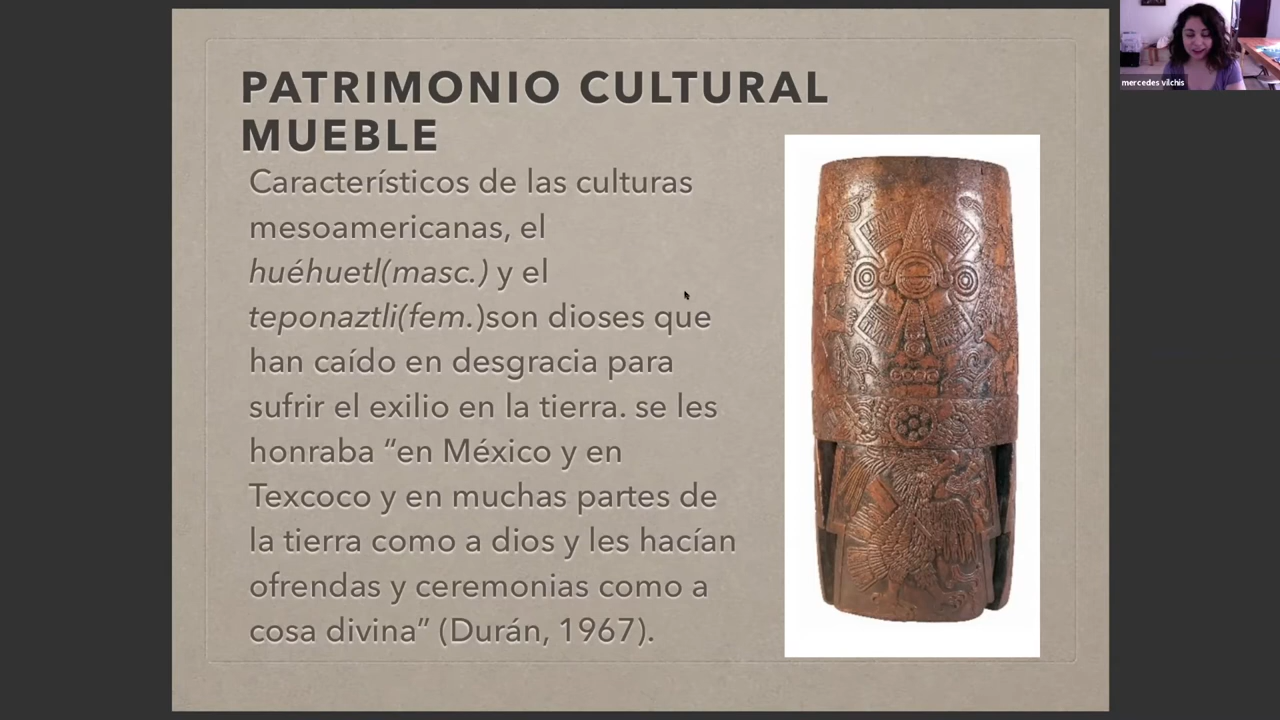 PATRIMONIO CULTURAL
MUEBLE
Característicos de las culturas
mesoamericanas, el
huéhuetl(masc.) y el
teponaztli(fem.)son dioses que
han caído en desgracia para
sufrir el exilio en la tierra. se les
honraba “en México y en
Texcoco y en muchas partes de
la tierra como a dios y les hacían
ofrendas y ceremonias como a
cosa divina” (Durán, 1967).
mercedes vilchis